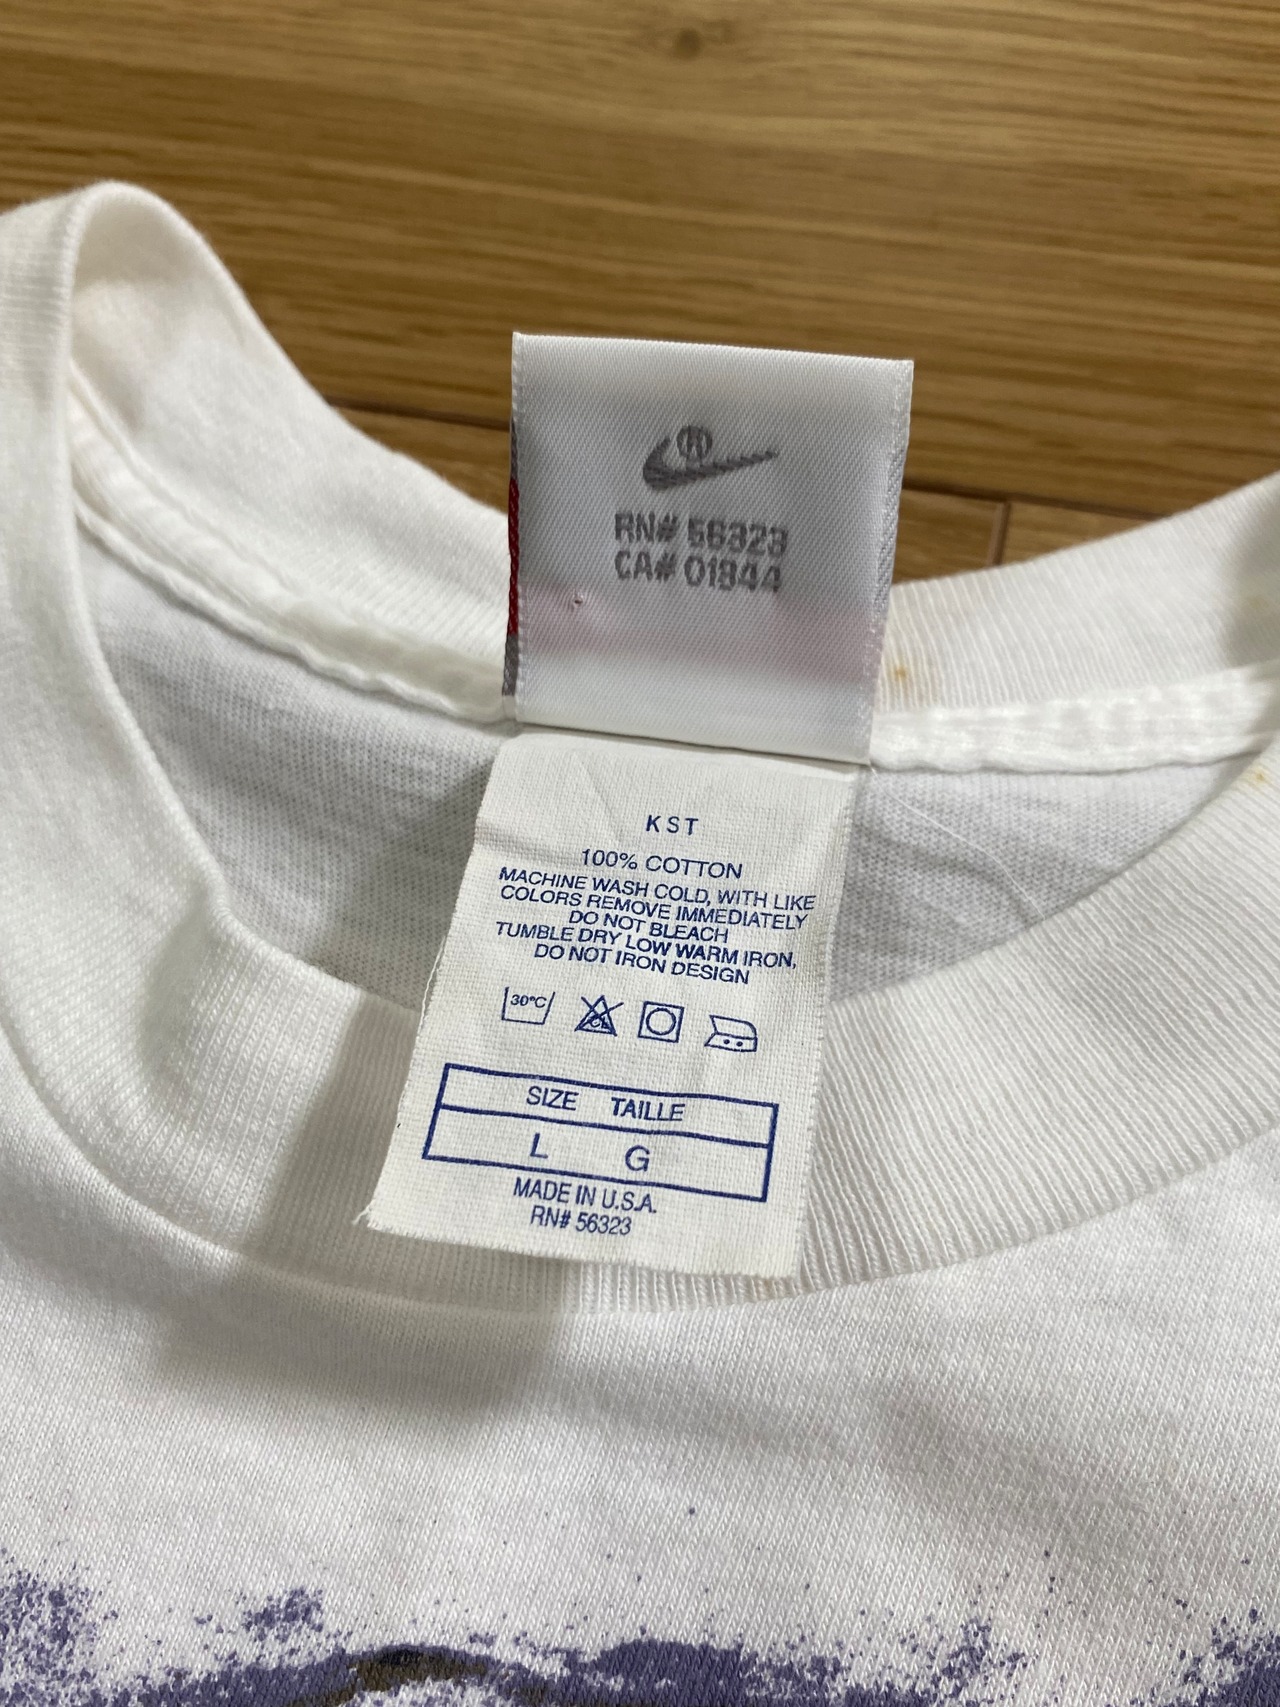 RN# 56323
CA# 01844
KST
100% COTTON
MACHINE WASH COLD, WITH LIKE
COLORS REMOVE IMMEDIATELY
DO NOT BLEACH
TUMBLE DRY LOW WARM IRON,
DO NOT IRON DESIGN
30°C CL
SIZE TAILLE
L G
MADE IN U.S.A.
RN# 56323